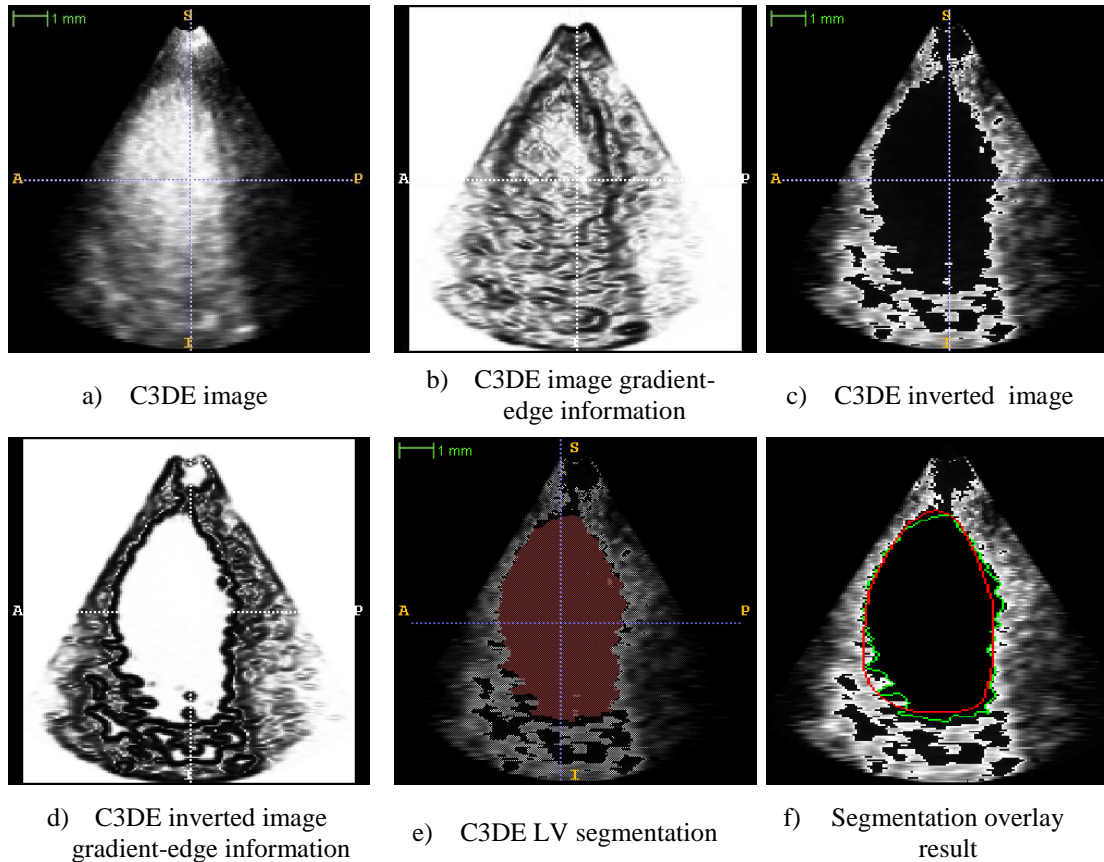 1 mm
S
A
P
I
a) C3DE image
A
P
b) C3DE image gradient-
edge information
1 mm
S
A
P
I
c) C3DE inverted image
A
P
d) C3DE inverted image
gradient-edge information
1 mm
S
A
P
I
e) C3DE LV segmentation
f) Segmentation overlay
result